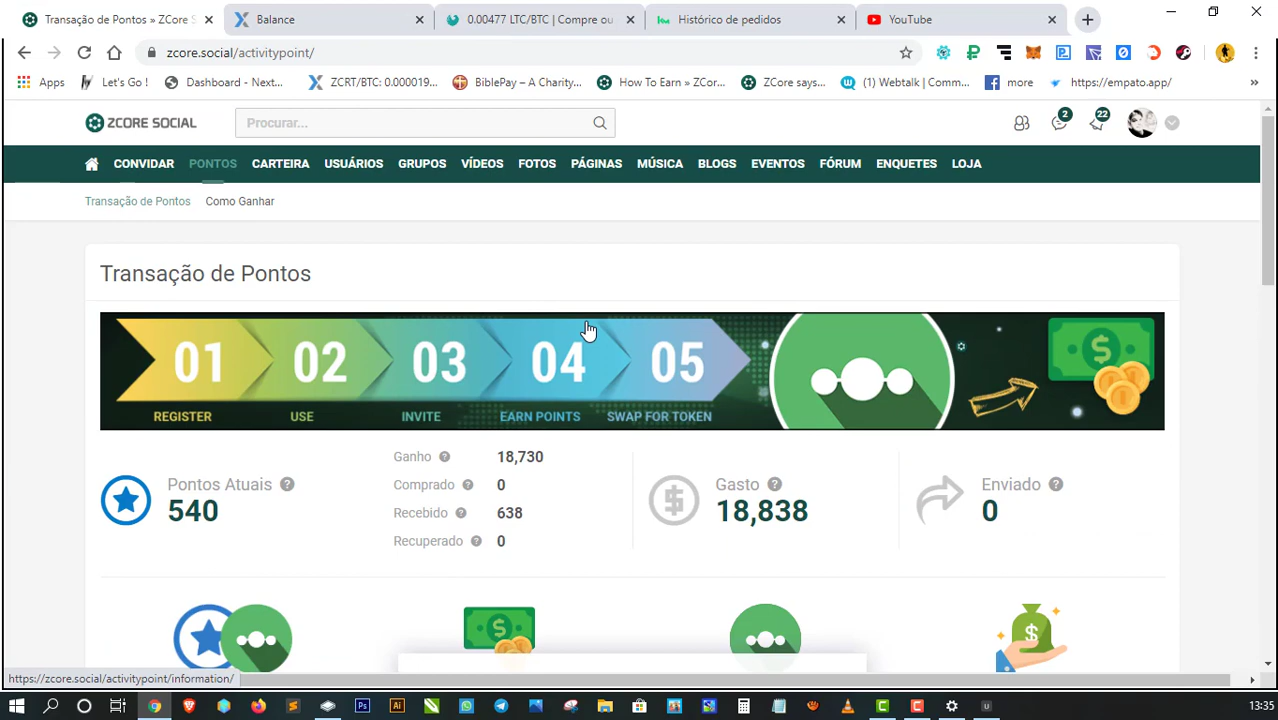 Transação de Pontos » ZCore S
Balance
0.00477 LTC/BTC | Compre ou
Histórico de pedidos
YouTube
zcore.social/activitypoint/
Apps
Let's Go !
Dashboard - Next...
ZCRT/BTC: 0.000019...
BiblePay – A Charity...
How To Earn » ZCor...
ZCore says...
(1) Webtalk | Comm...
more
https://empato.app/
»
ZCORE SOCIAL
Procurar...
2
22
CONVIDAR
PONTOS
CARTEIRA
USUÁRIOS
GRUPOS
VÍDEOS
FOTOS
PÁGINAS
MÚSICA
BLOGS
EVENTOS
FÓRUM
ENQUETES
LOJA
Transação de Pontos
Como Ganhar
Transação de Pontos
01
02
03
04
05
REGISTER
USE
INVITE
EARN POINTS
SWAP FOR TOKEN
Pontos Atuais
540
Ganho 18,730
Comprado 0
Recebido 638
Recuperado 0
Gasto
18,838
Enviado
0
https://zcore.social/activitypoint/information/
13:35